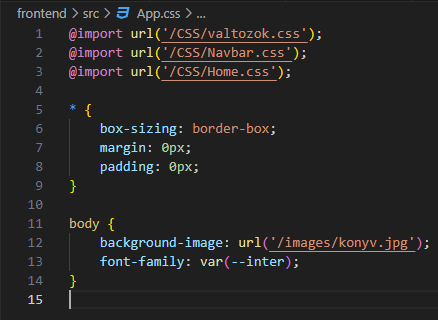 frontend > src > App.css > ...
1 @import url('/CSS/valtozok.css');
2 @import url('/CSS/Navbar.css');
3 @import url('/CSS/Home.css');
4
5 * {
6     box-sizing: border-box;
7     margin: 0px;
8     padding: 0px;
9 }
10
11 body {
12     background-image: url('/images/konyv.jpg');
13     font-family: var(--inter);
14 }
15